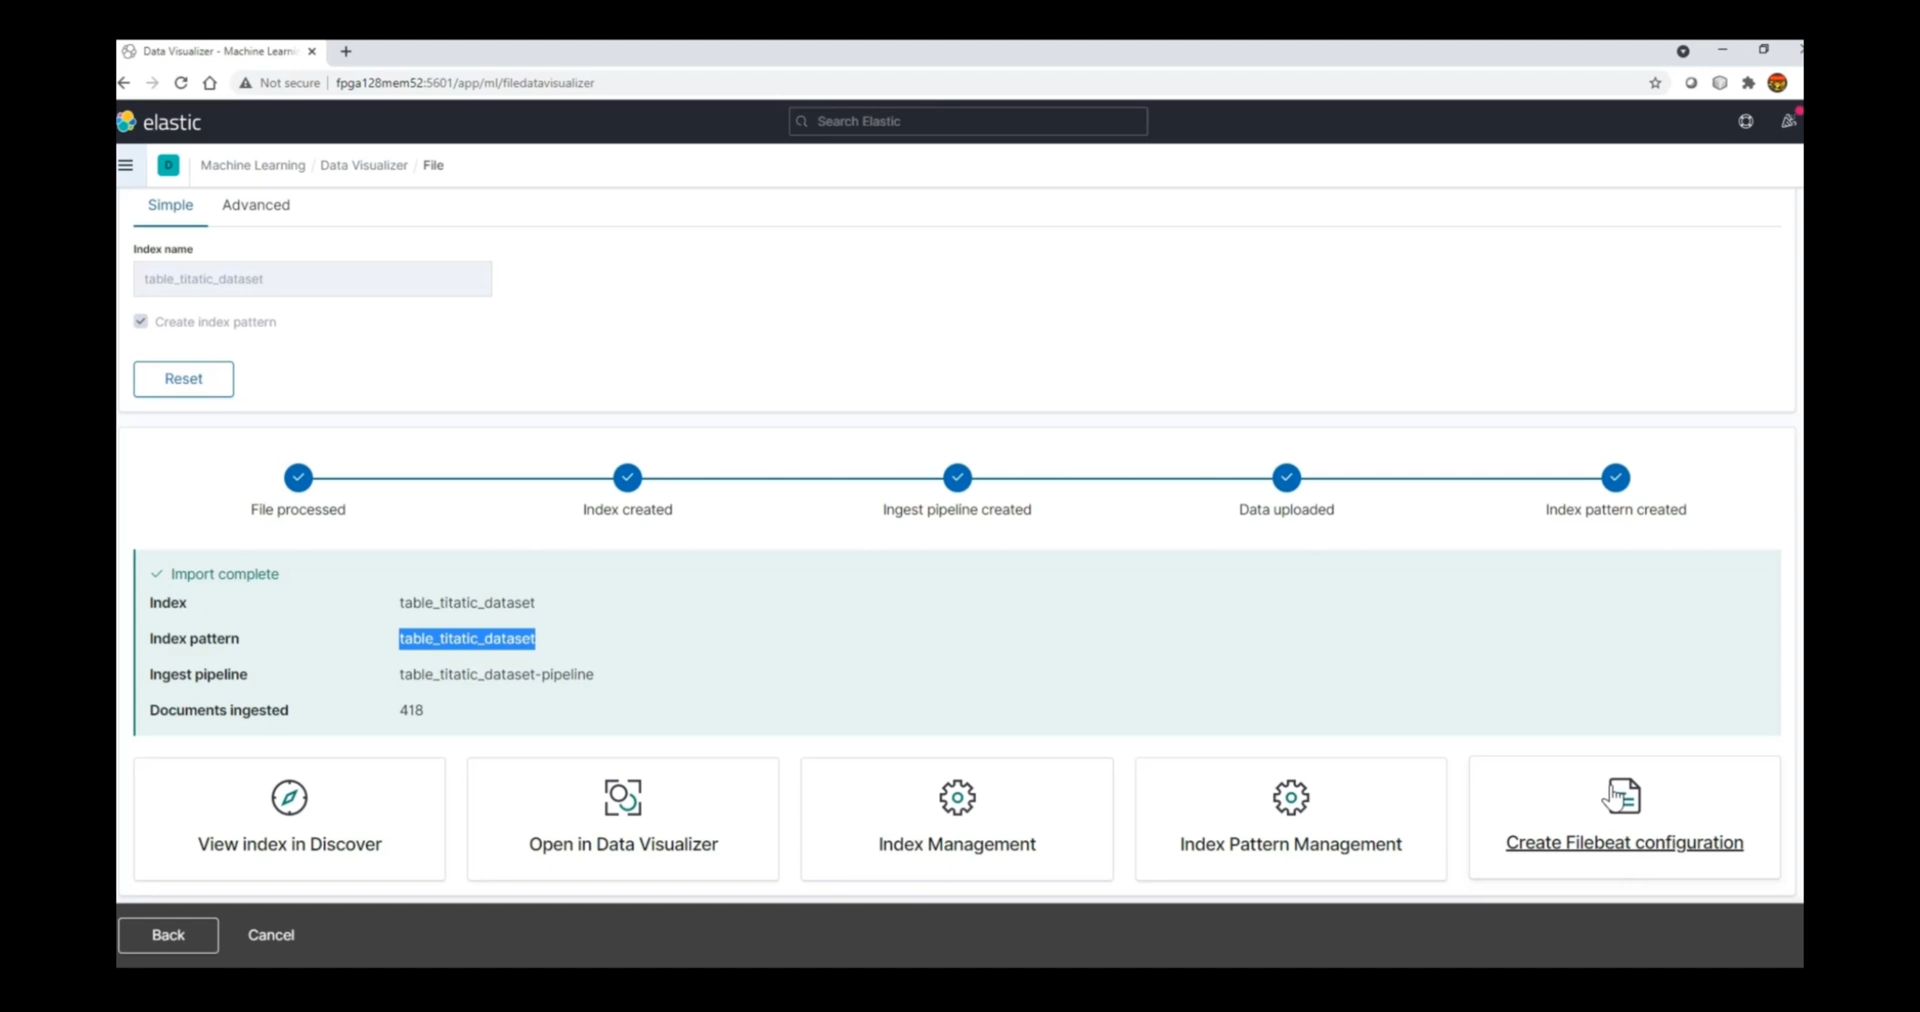 Data Visualizer - Machine Learni
Not secure | fpga128mem52:5601/app/ml/filedatavisualizer
elastic
Search Elastic
D
Machine Learning / Data Visualizer / File
Simple
Advanced
Index name
table_titatic_dataset
Create index pattern
Reset
File processed
Index created
Ingest pipeline created
Data uploaded
Index pattern created
Import complete
Index table_titatic_dataset
Index pattern table_titatic_dataset
Ingest pipeline table_titatic_dataset-pipeline
Documents ingested 418
View index in Discover
Open in Data Visualizer
Index Management
Index Pattern Management
Create Filebeat configuration
Back
Cancel